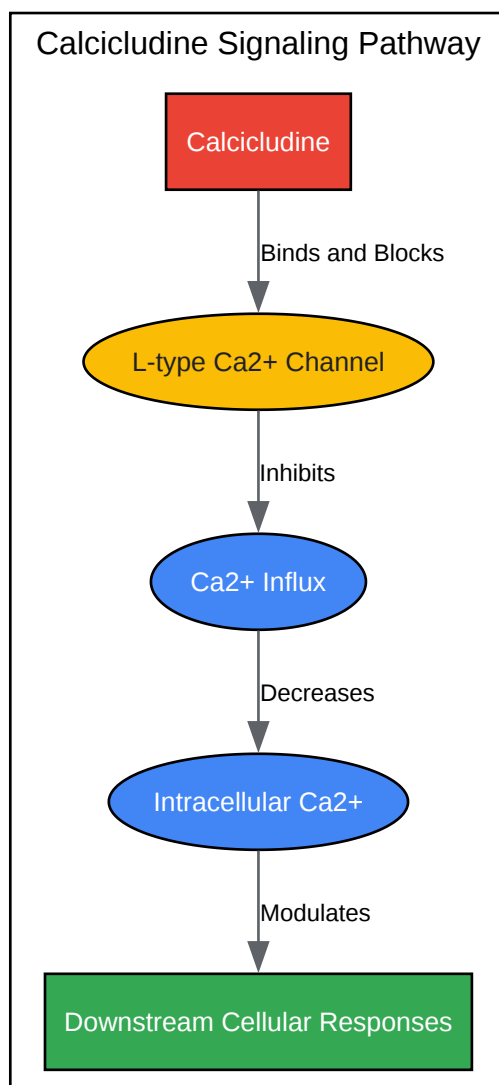 Calcicludine Signaling Pathway
Calcicludine
Binds and Blocks
L-type Ca2+ Channel
Inhibits
Ca2+ Influx
Decreases
Intracellular Ca2+
Modulates
Downstream Cellular Responses